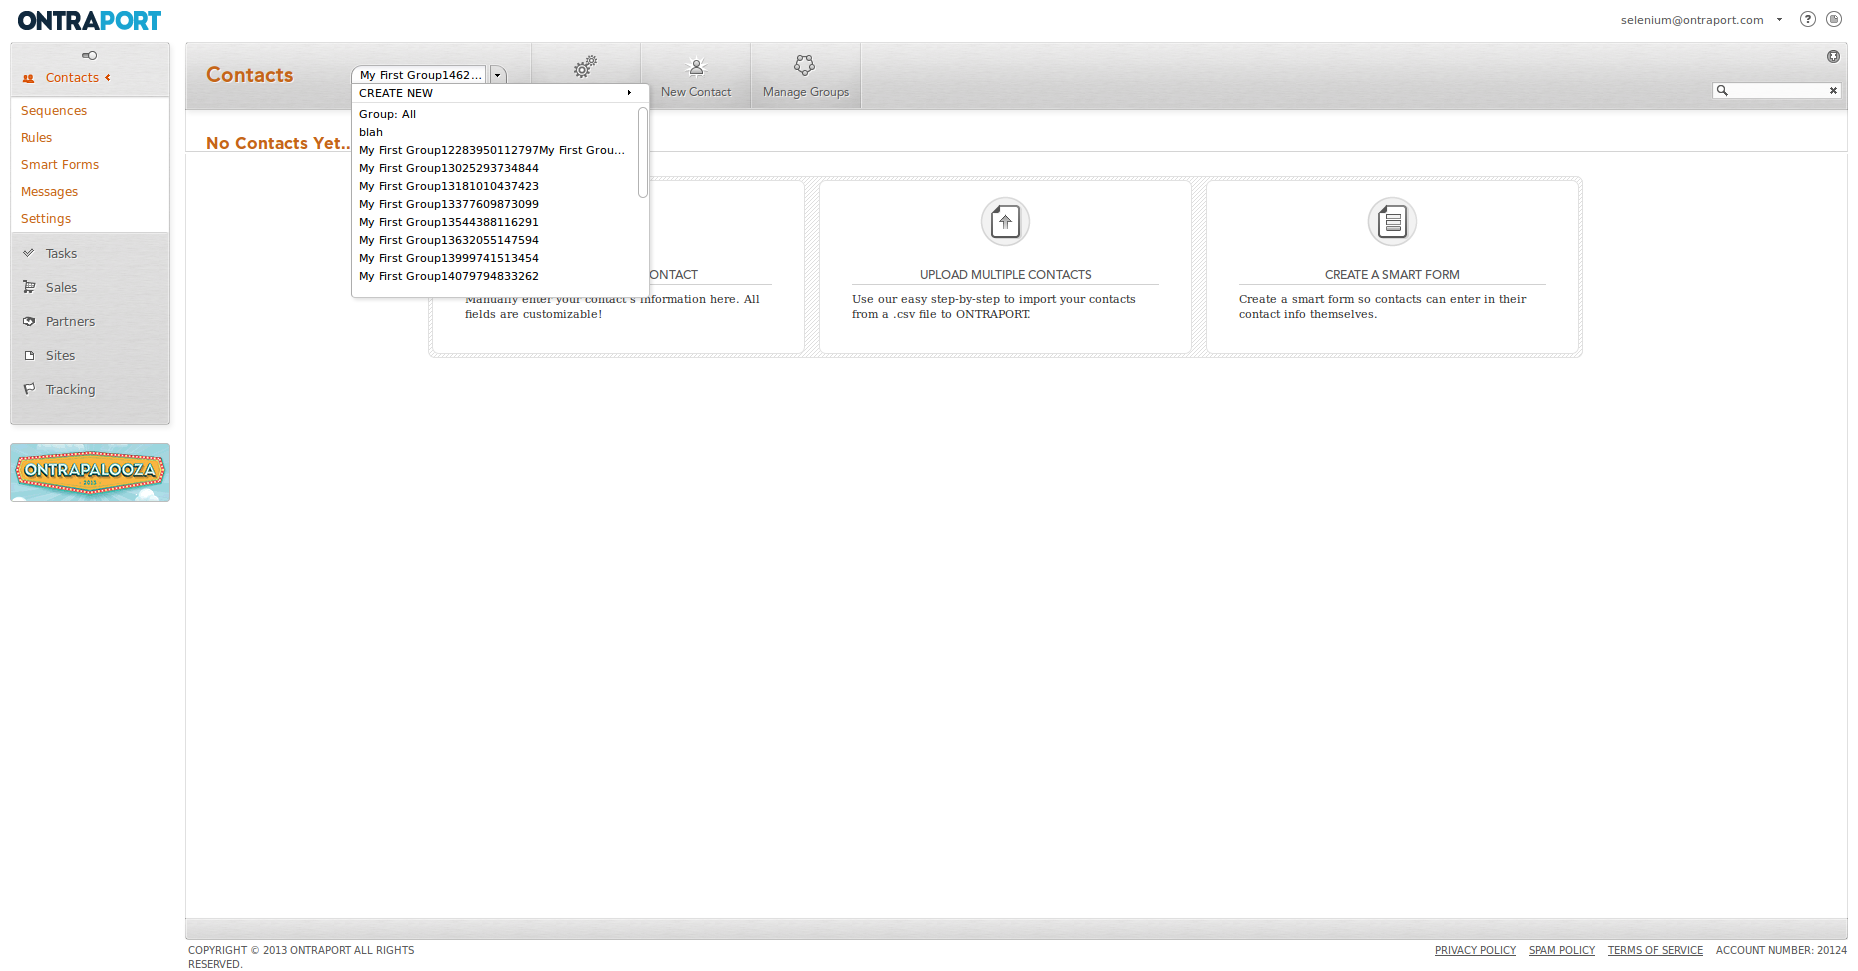 ONTRAPORT
selenium@ontraport.com
Contacts
Sequences
Rules
Smart Forms
Messages
Settings
Tasks
Sales
Partners
Sites
Tracking
ONTRAPALOOZA
2015
Contacts
My First Group1462...
New Contact
Manage Groups
CREATE NEW
Group: All
blah
My First Group12283950112797My First Grou...
My First Group13025293734844
My First Group13181010437423
My First Group13377609873099
My First Group13544388116291
My First Group13632055147594
My First Group13999741513454
My First Group14079794833262
No Contacts Yet..
ONTACT
Manually enter your contact's information here. All
fields are customizable!
UPLOAD MULTIPLE CONTACTS
Use our easy step-by-step to import your contacts
from a .csv file to ONTRAPORT.
CREATE A SMART FORM
Create a smart form so contacts can enter in their
contact info themselves.
COPYRIGHT © 2013 ONTRAPORT ALL RIGHTS
RESERVED.
PRIVACY POLICY SPAM POLICY TERMS OF SERVICE ACCOUNT NUMBER: 20124